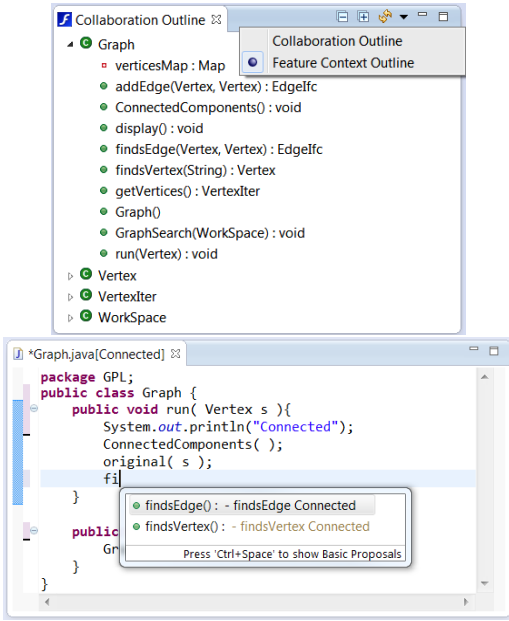 Collaboration Outline
Collaboration Outline
Feature Context Outline
Graph
verticesMap : Map
addEdge(Vertex, Vertex) : EdgeIfc
ConnectedComponents() : void
display() : void
findsEdge(Vertex, Vertex) : EdgeIfc
findsVertex(String) : Vertex
getVertices() : VertexIter
Graph()
GraphSearch(WorkSpace) : void
run(Vertex) : void
Vertex
VertexIter
WorkSpace
*Graph.java[Connected]
package GPL;
public class Graph {
public void run( Vertex s ){
System.out.println("Connected");
ConnectedComponents( );
original( s );
fi
}
findsEdge() : - findsEdge Connected
findsVertex() : - findsVertex Connected
Press 'Ctrl+Space' to show Basic Proposals
public
Gr
}
}